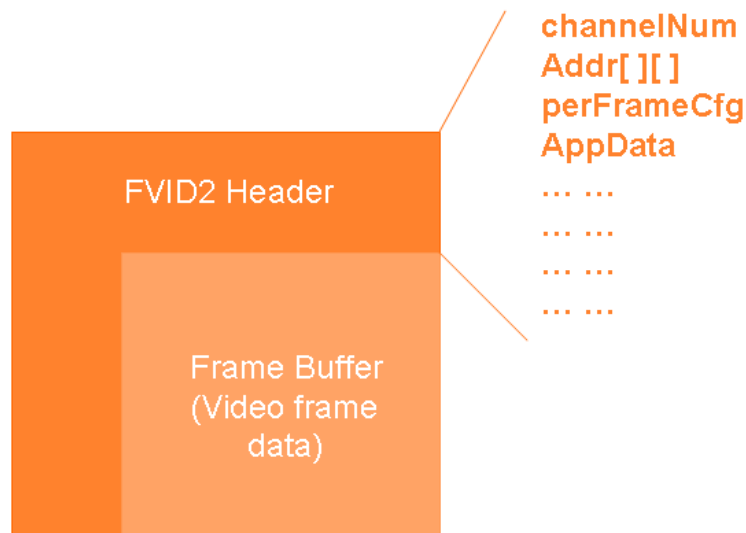 channelNum
Addr[ ][ ]
perFrameCfg
AppData
... ...
... ...
... ...
... ...
FVID2 Header
Frame Buffer
(Video frame
data)